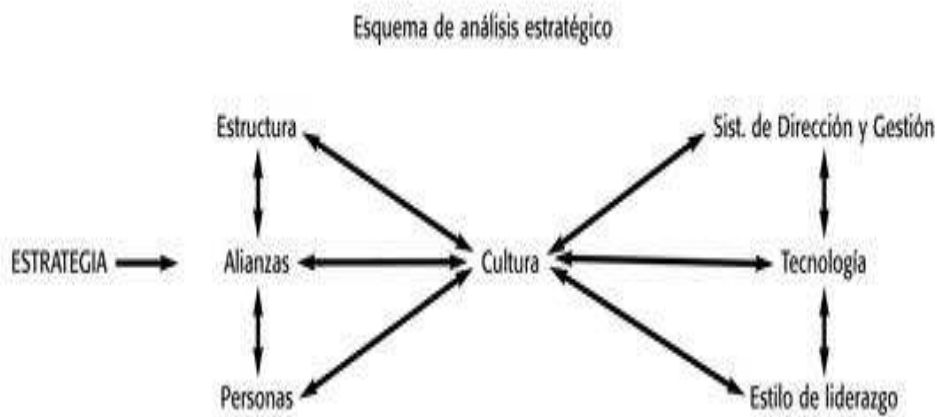 Esquema de análisis estratégico
Estructura
Sist. de Dirección y Gestión
ESTRATEGIA
Alianzas
Cultura
Tecnología
Personas
Estilo de liderazgo